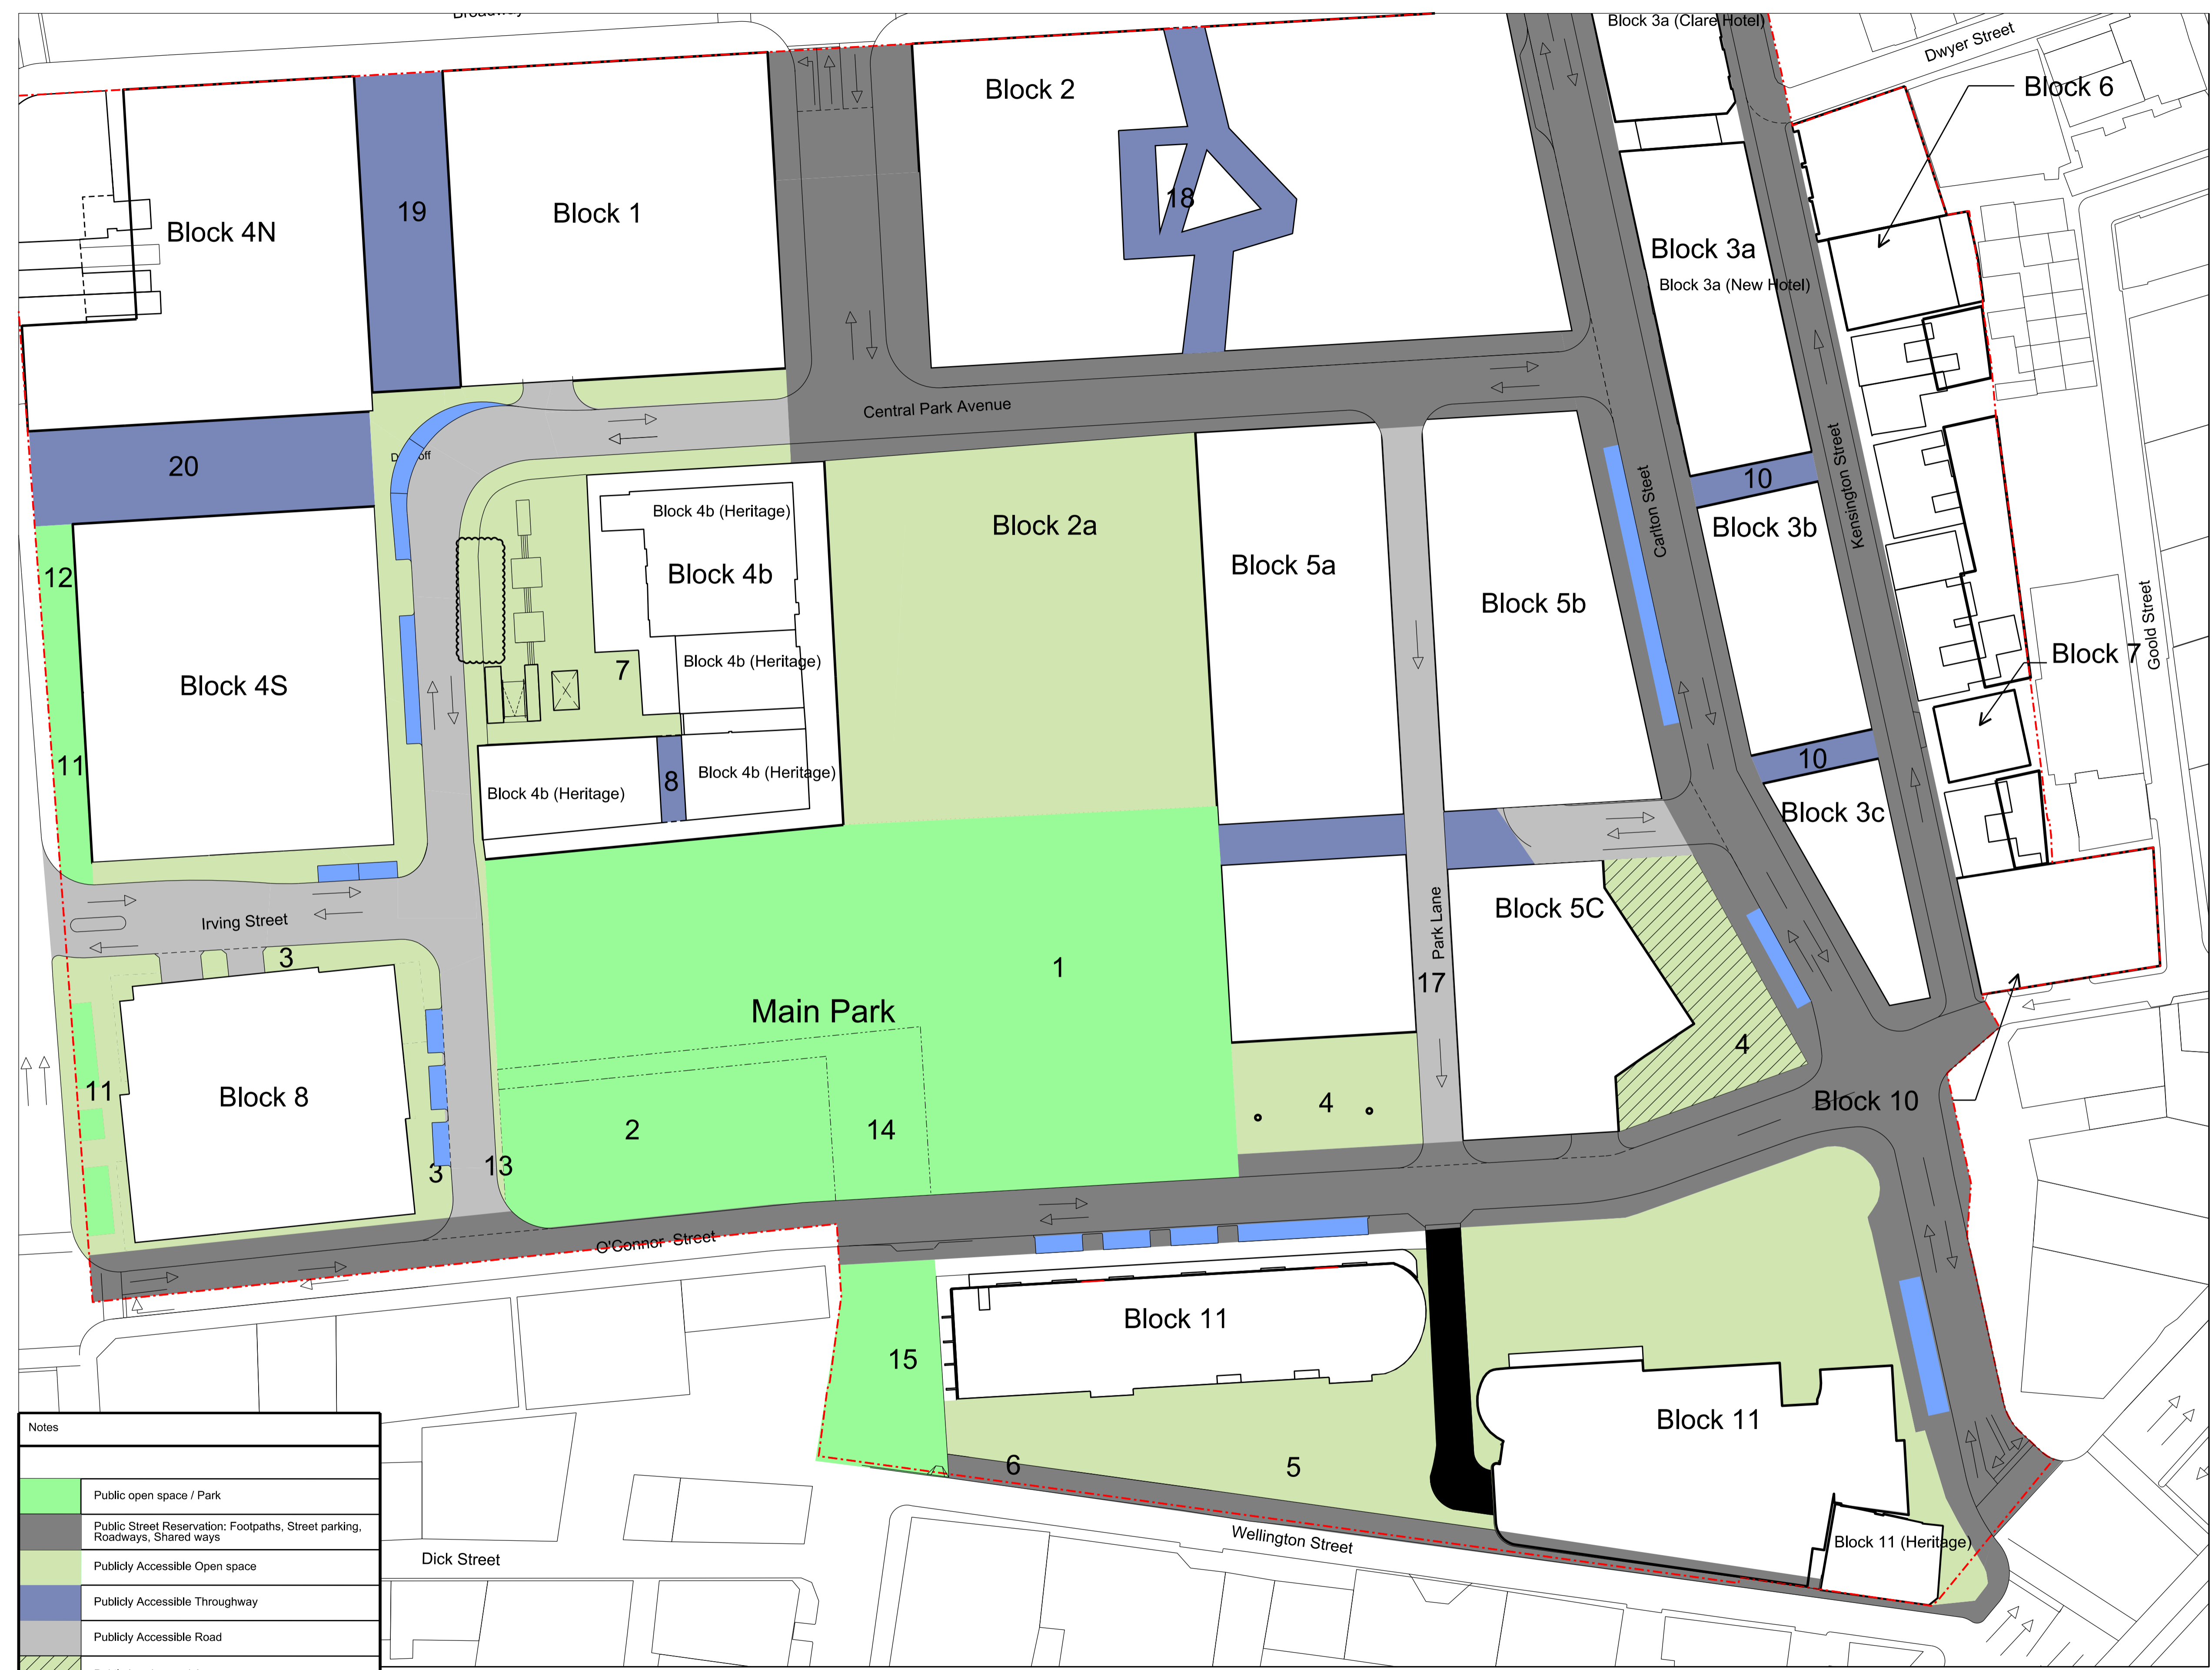 Block 3a (Clare Hotel)
Dwyer Street
Block 6
Block 2
18
19
Block 1
Block 4N
Block 3a
Block 3a (New Hotel)
Central Park Avenue
20
Block 4b (Heritage)
Block 4b
Block 2a
Block 5a
Block 5b
Carlton Steet
10
Block 3b
Kensington Street
Goold Street
12
Block 4S
7
Block 4b (Heritage)
Block 7
11
Block 4b (Heritage)
8
Block 4b (Heritage)
10
Block 3c
Irving Street
3
1
Main Park
Park Lane
17
Block 5C
4
11
Block 8
2
14
4
Block 10
3
13
O'Connor Street
15
Block 11
Block 11
6
5
Wellington Street
Block 11 (Heritage)
Dick Street
Notes
Public open space / Park
Public Street Reservation: Footpaths, Street parking,
Roadways, Shared ways
Publicly Accessible Open space
Publicly Accessible Throughway
Publicly Accessible Road